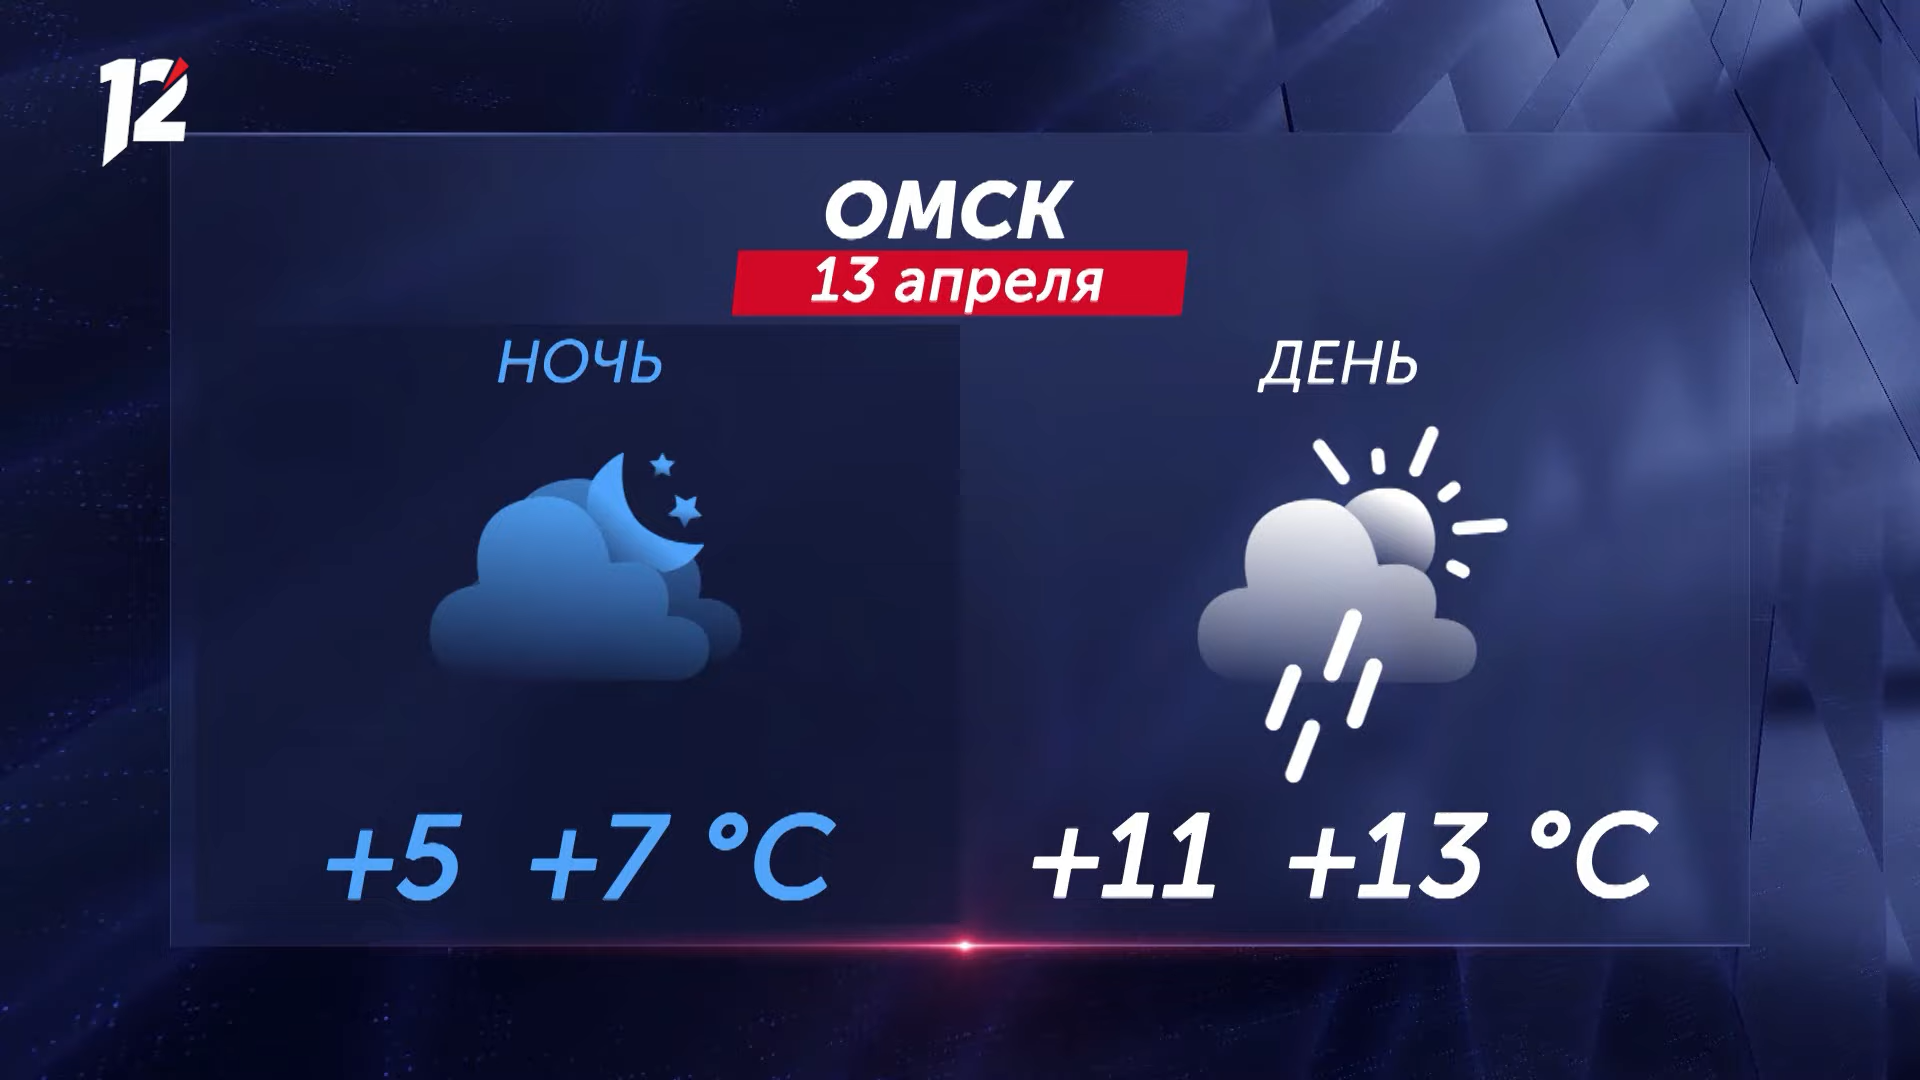 12
ОМСК
13 апреля
НОЧЬ
ДЕНЬ
+5 +7 °C
+11 +13 °C